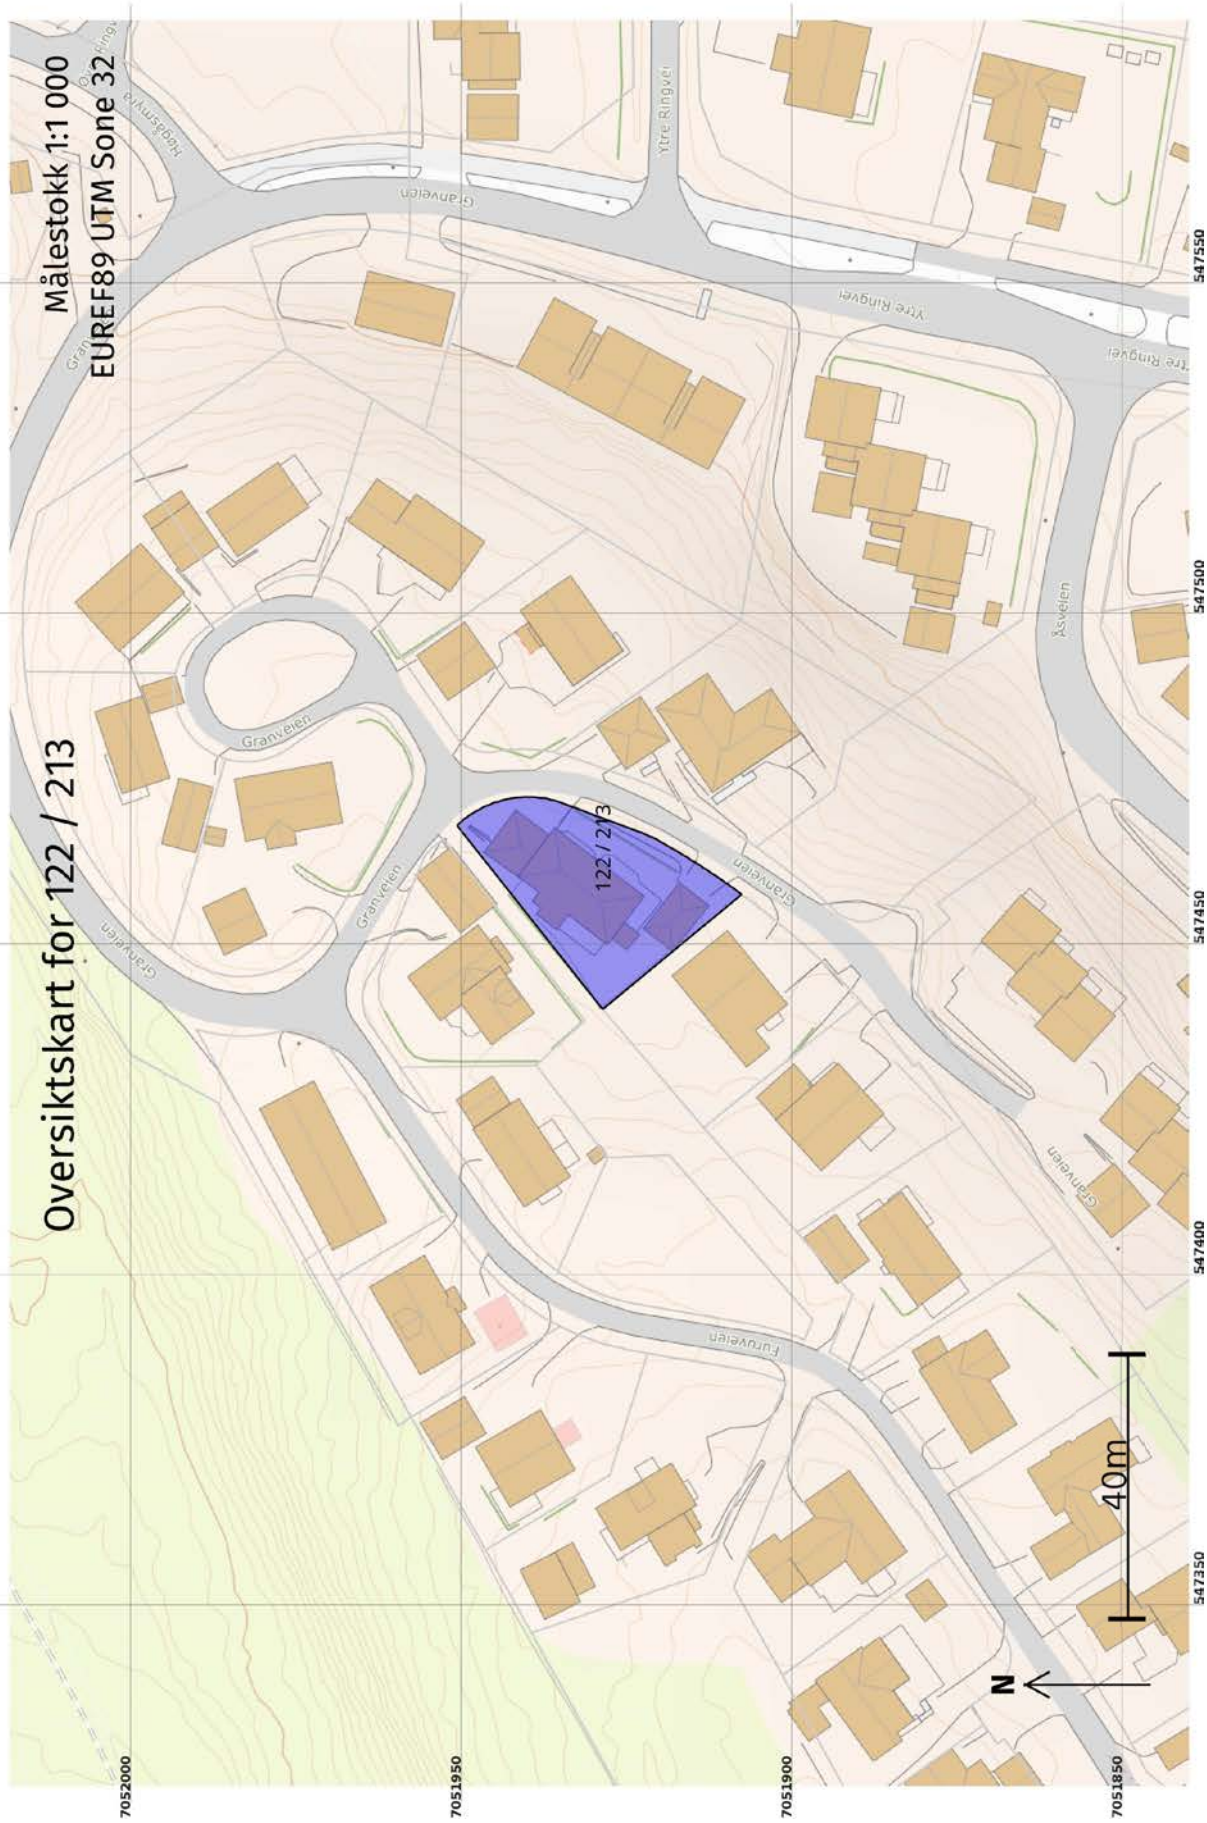 Oversiktskart for 122 / 213
Målestokk 1:1 000
EUREF89 UTM Sone 32
7052000
7051950
7051900
7051850
547350
547400
547450
547500
547550
Granveien
Granveien
Granveien
Granveien
Granveien
Granveien
Høgåsmyra
Ytre Ringvei
Ytre Ringvei
Åsveien
Furuveien
122 / 213
N
40m